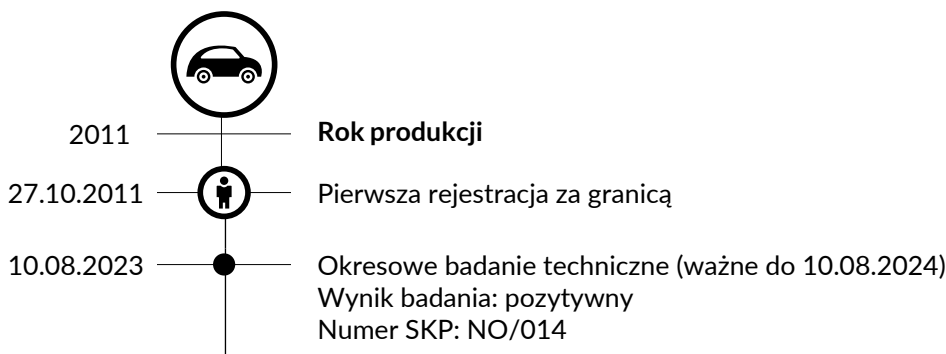 2011 Rok produkcji
27.10.2011 Pierwsza rejestracja za granicą
10.08.2023 Okresowe badanie techniczne (ważne do 10.08.2024)
Wynik badania: pozytywny
Numer SKP: NO/014